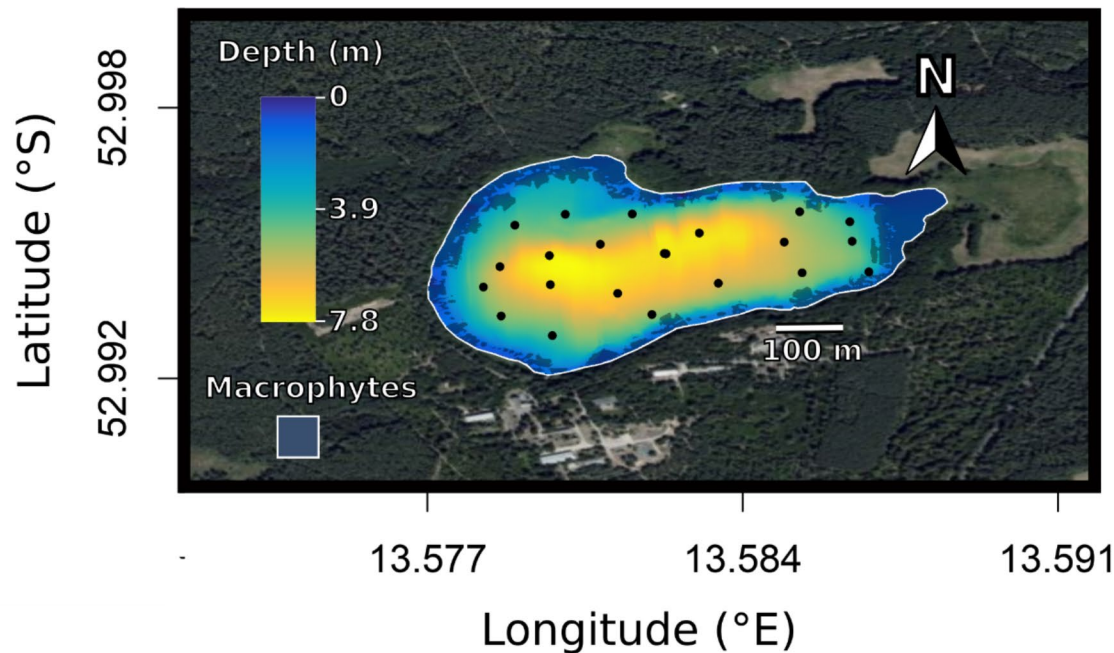 Depth (m)
0
3.9
7.8
Macrophytes
N
100 m
Latitude (°S)
52.998
52.992
13.577
13.584
13.591
Longitude (°E)